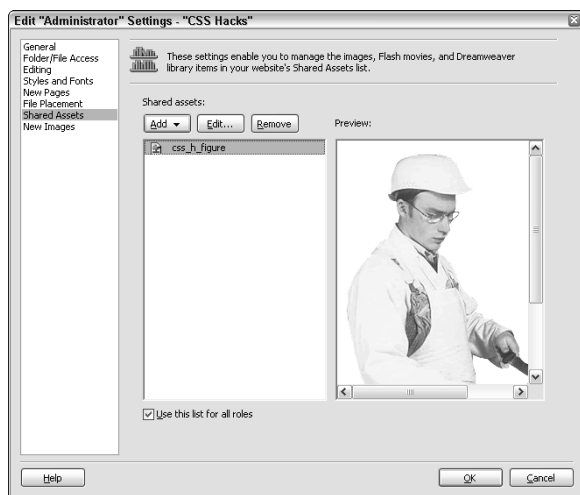 Edit "Administrator" Settings - "CSS Hacks"
General
Folder/File Access
Editing
Styles and Fonts
New Pages
File Placement
Shared Assets
New Images
These settings enable you to manage the images, Flash movies, and Dreamweaver
library items in your website's Shared Assets list.
Shared assets:
Add
Edit...
Remove
Preview:
css_h_figure
Use this list for all roles
Help
OK
Cancel